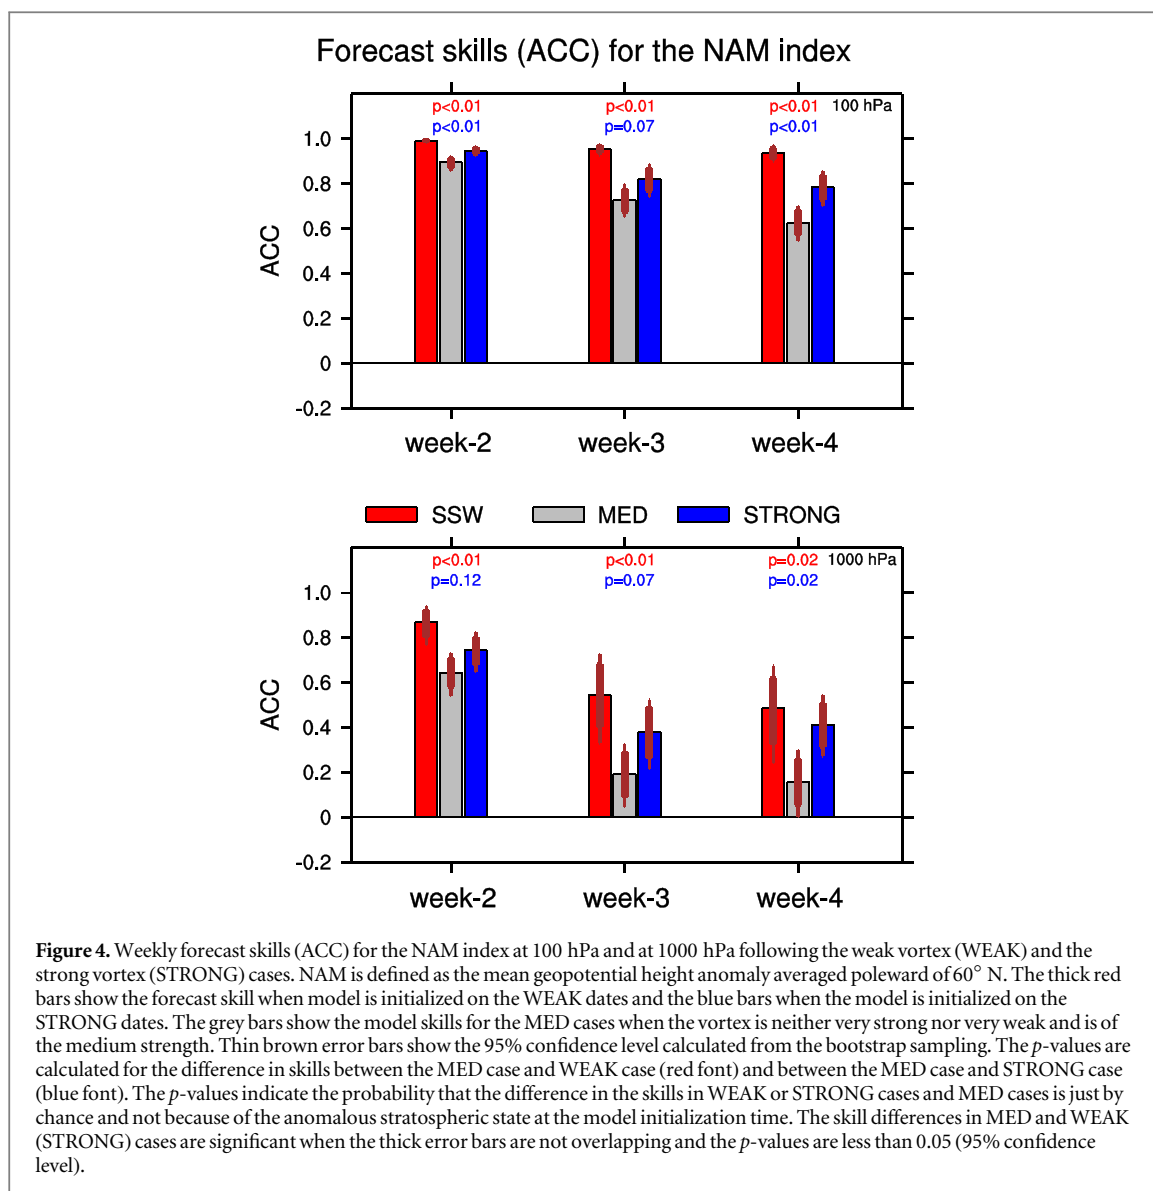 Forecast skills (ACC) for the NAM index
p<0.01 p<0.01 p<0.01 100 hPa
p<0.01 p=0.07 p<0.01
1.0
0.8
0.6
0.4
0.2
0
-0.2
ACC
week-2 week-3 week-4
SSW MED STRONG
p<0.01 p<0.01 p=0.02 1000 hPa
p=0.12 p=0.07 p=0.02
1.0
0.8
0.6
0.4
0.2
0
-0.2
ACC
week-2 week-3 week-4
Figure 4. Weekly forecast skills (ACC) for the NAM index at 100 hPa and at 1000 hPa following the weak vortex (WEAK) and the
strong vortex (STRONG) cases. NAM is defined as the mean geopotential height anomaly averaged poleward of 60° N. The thick red
bars show the forecast skill when model is initialized on the WEAK dates and the blue bars when the model is initialized on the
STRONG dates. The grey bars show the model skills for the MED cases when the vortex is neither very strong nor very weak and is of
the medium strength. Thin brown error bars show the 95% confidence level calculated from the bootstrap sampling. The p-values are
calculated for the difference in skills between the MED case and WEAK case (red font) and between the MED case and STRONG case
(blue font). The p-values indicate the probability that the difference in the skills in WEAK or STRONG cases and MED cases is just by
chance and not because of the anomalous stratospheric state at the model initialization time. The skill differences in MED and WEAK
(STRONG) cases are significant when the thick error bars are not overlapping and the p-values are less than 0.05 (95% confidence
level).